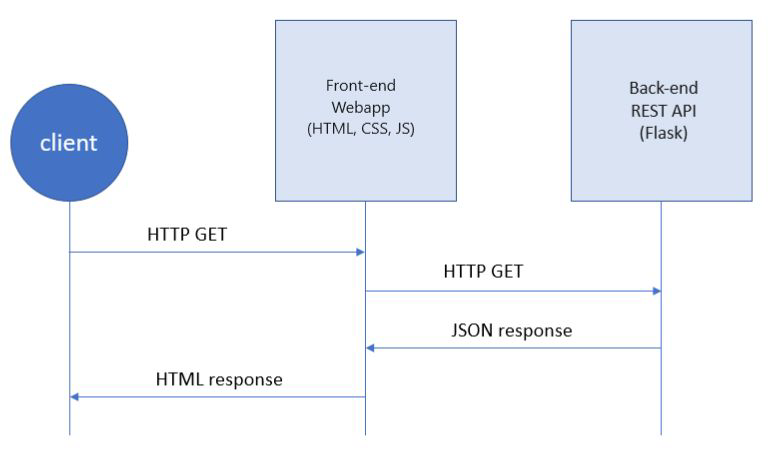 client
Front-end
Webapp
(HTML, CSS, JS)
Back-end
REST API
(Flask)
HTTP GET
HTTP GET
JSON response
HTML response